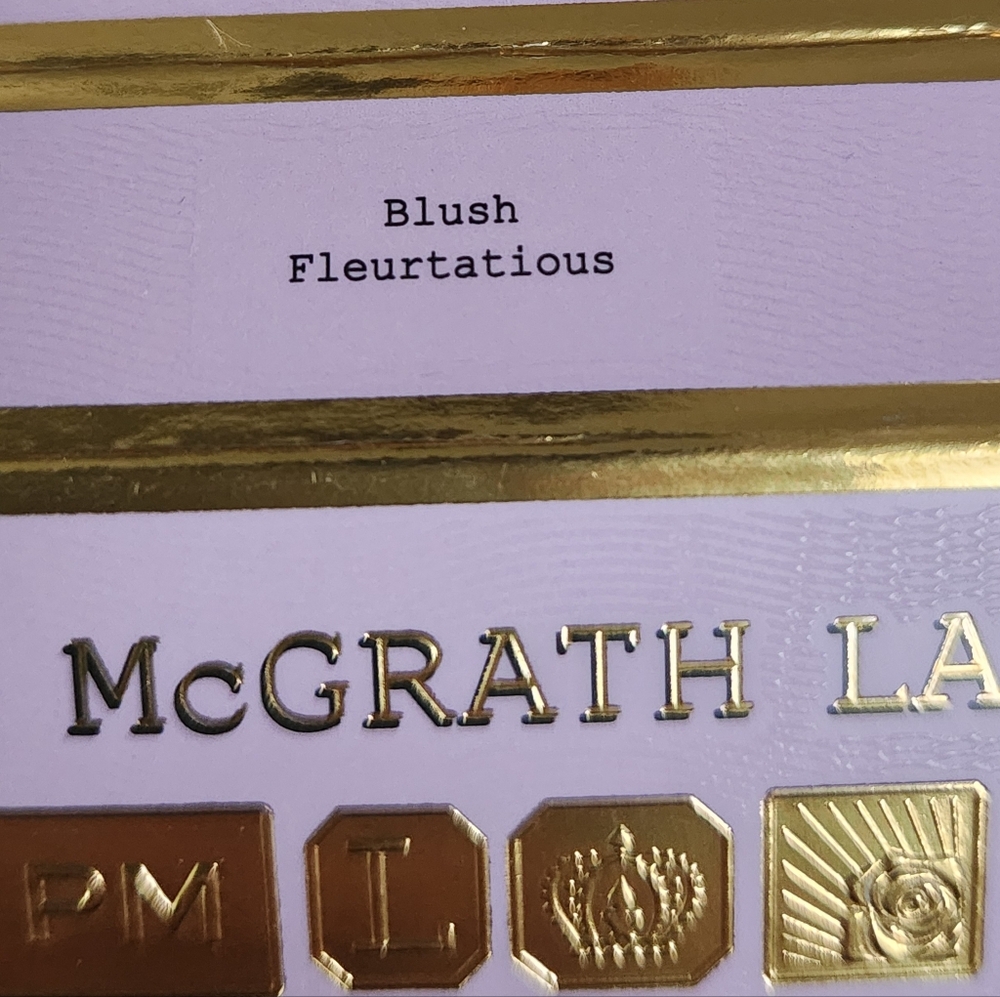 Blush
Fleurtatious
McGRATH LA
PM